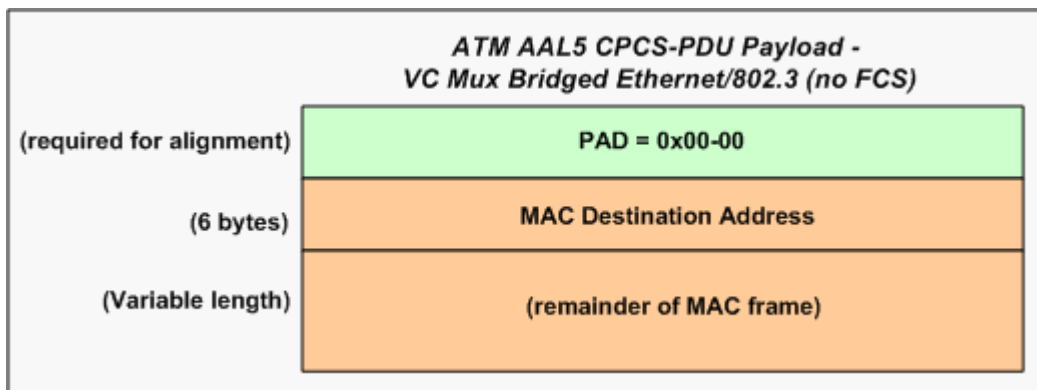 ATM AAL5 CPCS-PDU Payload -
VC Mux Bridged Ethernet/802.3 (no FCS)
(required for alignment) PAD = 0x00-00
(6 bytes) MAC Destination Address
(Variable length) (remainder of MAC frame)